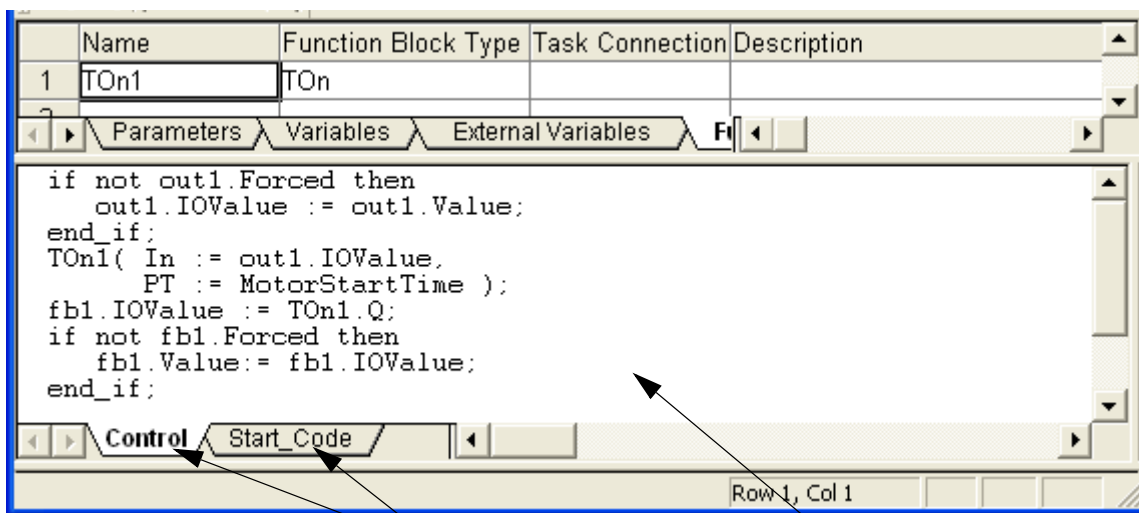 Name Function Block Type Task Connection Description
1 TOn1 TOn
Parameters Variables External Variables
if not out1.Forced then
out1.IOValue := out1.Value;
end_if;
TOn1( In := out1.IOValue,
PT := MotorStartTime );
fb1.IOValue := TOn1.Q;
if not fb1.Forced then
fb1.Value:= fb1.IOValue;
end_if;
Control Start_Code
Row 1, Col 1